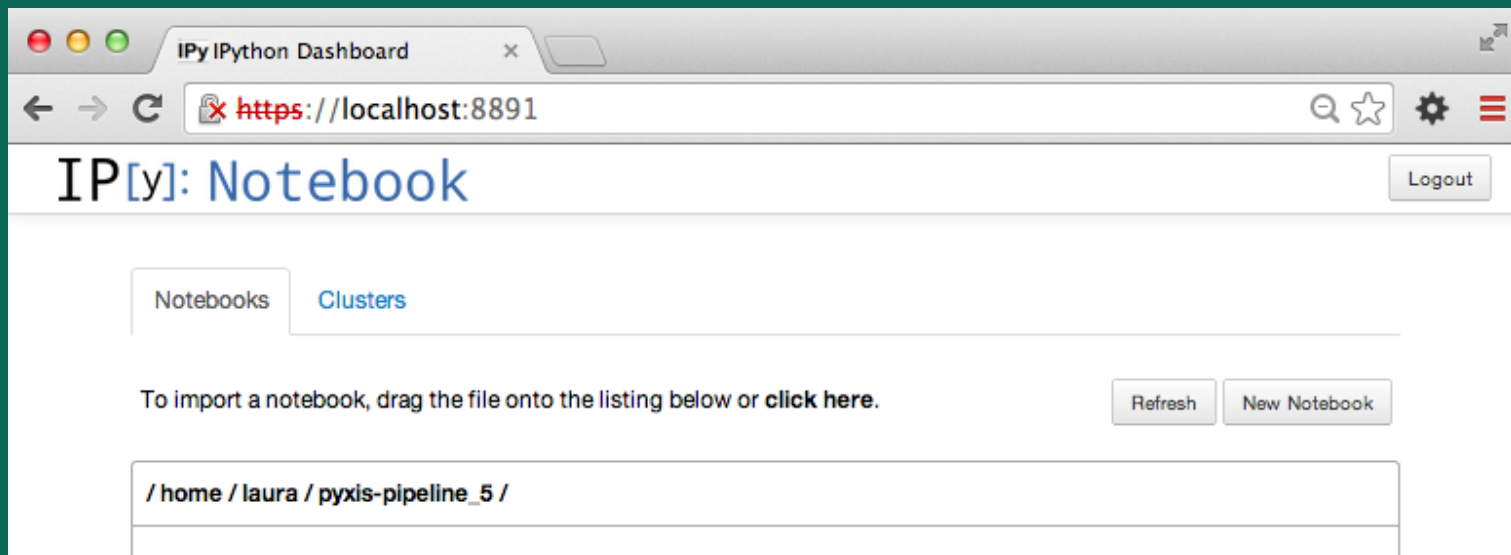 IPy IPython Dashboard
https://localhost:8891
IP[y]: Notebook
Logout
Notebooks Clusters
To import a notebook, drag the file onto the listing below or click here.
Refresh New Notebook
/ home / laura / pyxis-pipeline_5 /